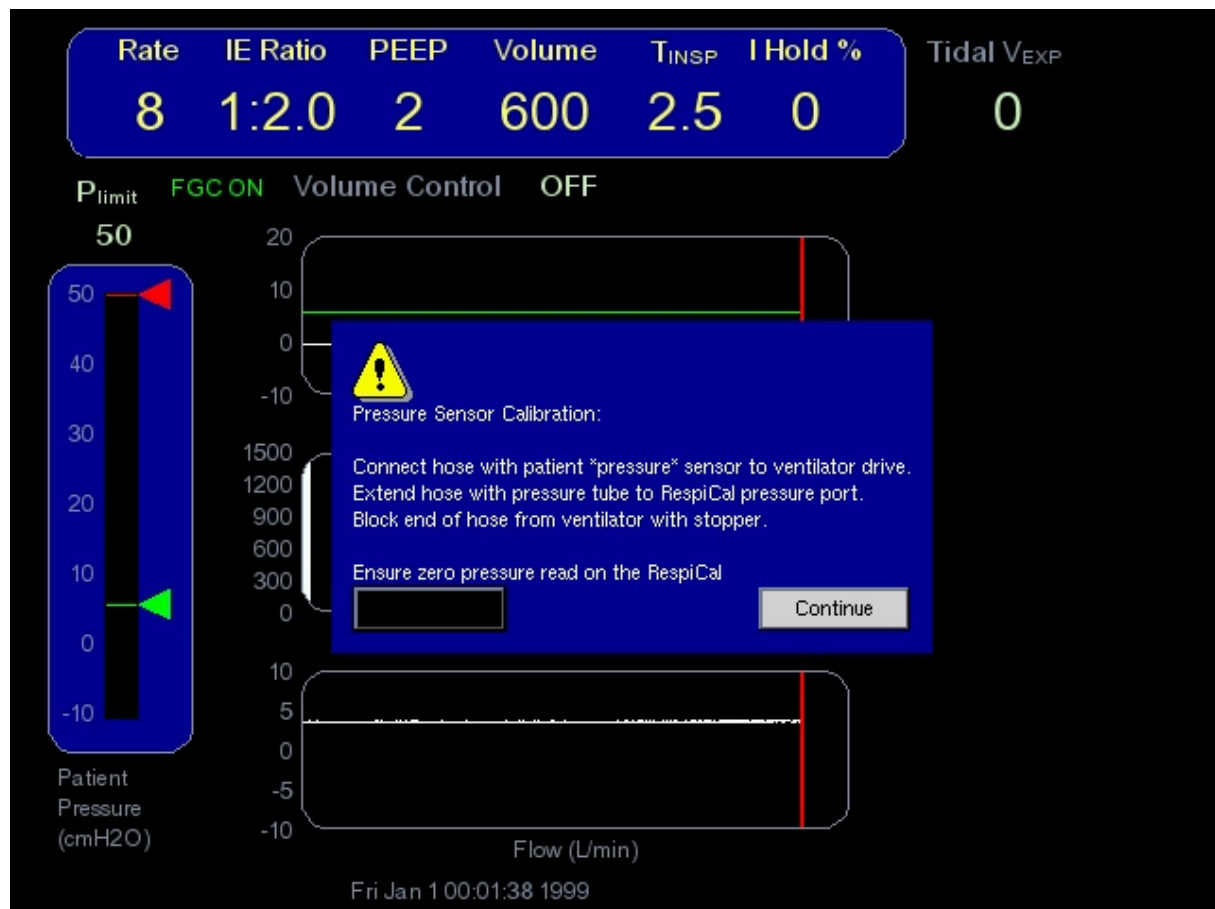 Rate IE Ratio PEEP Volume TINSP I Hold % Tidal VEXP
8 1:2.0 2 600 2.5 0 0
Plimit FGC ON Volume Control OFF
50
20
10
0
-10
50
40
30
20
10
0
-10
Pressure Sensor Calibration:
Connect hose with patient "pressure" sensor to ventilator drive.
Extend hose with pressure tube to RespiCal pressure port.
Block end of hose from ventilator with stopper.
Ensure zero pressure read on the RespiCal
Continue
1500
1200
900
600
300
0
10
5
0
-5
-10
Patient
Pressure
(cmH2O)
Flow (L/min)
Fri Jan 1 00:01:38 1999